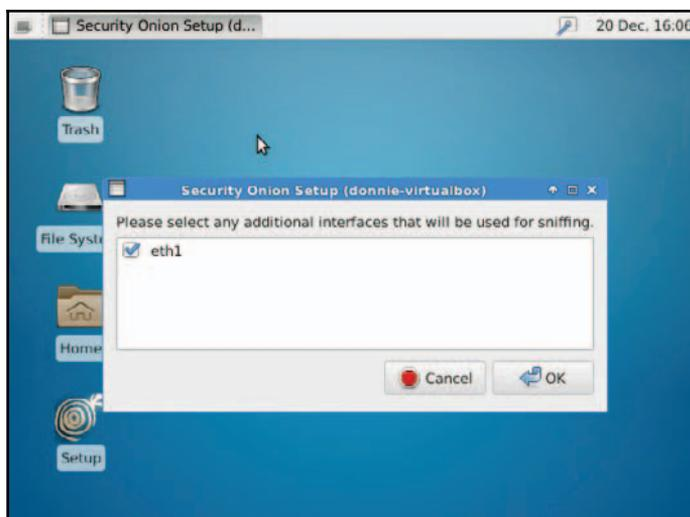 Security Onion Setup (d...
20 Dec, 16:06
Trash
Security Onion Setup (donnie-virtualbox)
Please select any additional interfaces that will be used for sniffing.
File Syste
eth1
Home
Cancel
OK
Setup